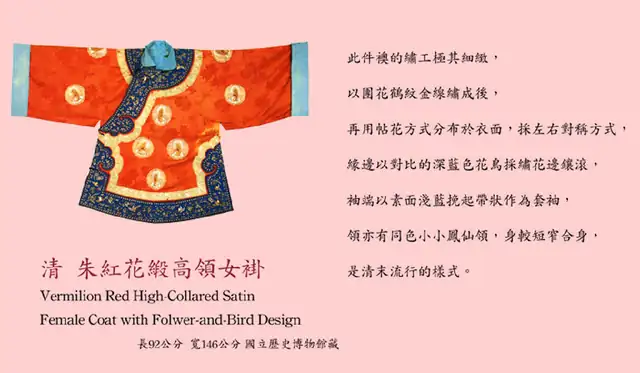 此件襖的繡工極其細緻，
以團花鶴紋金線繡成後，
再用帖花方式分布於衣面，採左右對稱方式，
緣邊以對比的深藍色花鳥採繡花邊鑲滾，
袖端以素面淺藍挽起帶狀作為套袖，
領亦有同色小小鳳仙領，身較短窄合身，
是清末流行的樣式。
清 朱紅花緞高領女褂
Vermilion Red High-Collared Satin
Female Coat with Folwer-and-Bird Design
長92公分 寬146公分 國立歷史博物館藏